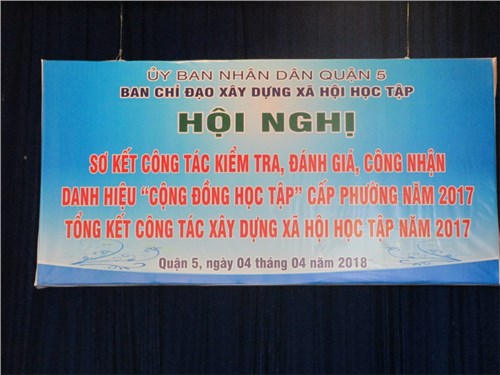 ỦY BAN NHÂN DÂN QUẬN 5
BAN CHỈ ĐẠO XÂY DỰNG XÃ HỘI HỌC TẬP
HỘI NGHỊ
SƠ KẾT CÔNG TÁC KIỂM TRA, ĐÁNH GIÁ, CÔNG NHẬN
DANH HIỆU “CỘNG ĐỒNG HỌC TẬP” CẤP PHƯỜNG NĂM 2017
TỔNG KẾT CÔNG TÁC XÂY DỰNG XÃ HỘI HỌC TẬP NĂM 2017
Quận 5, ngày 04 tháng 04 năm 2018